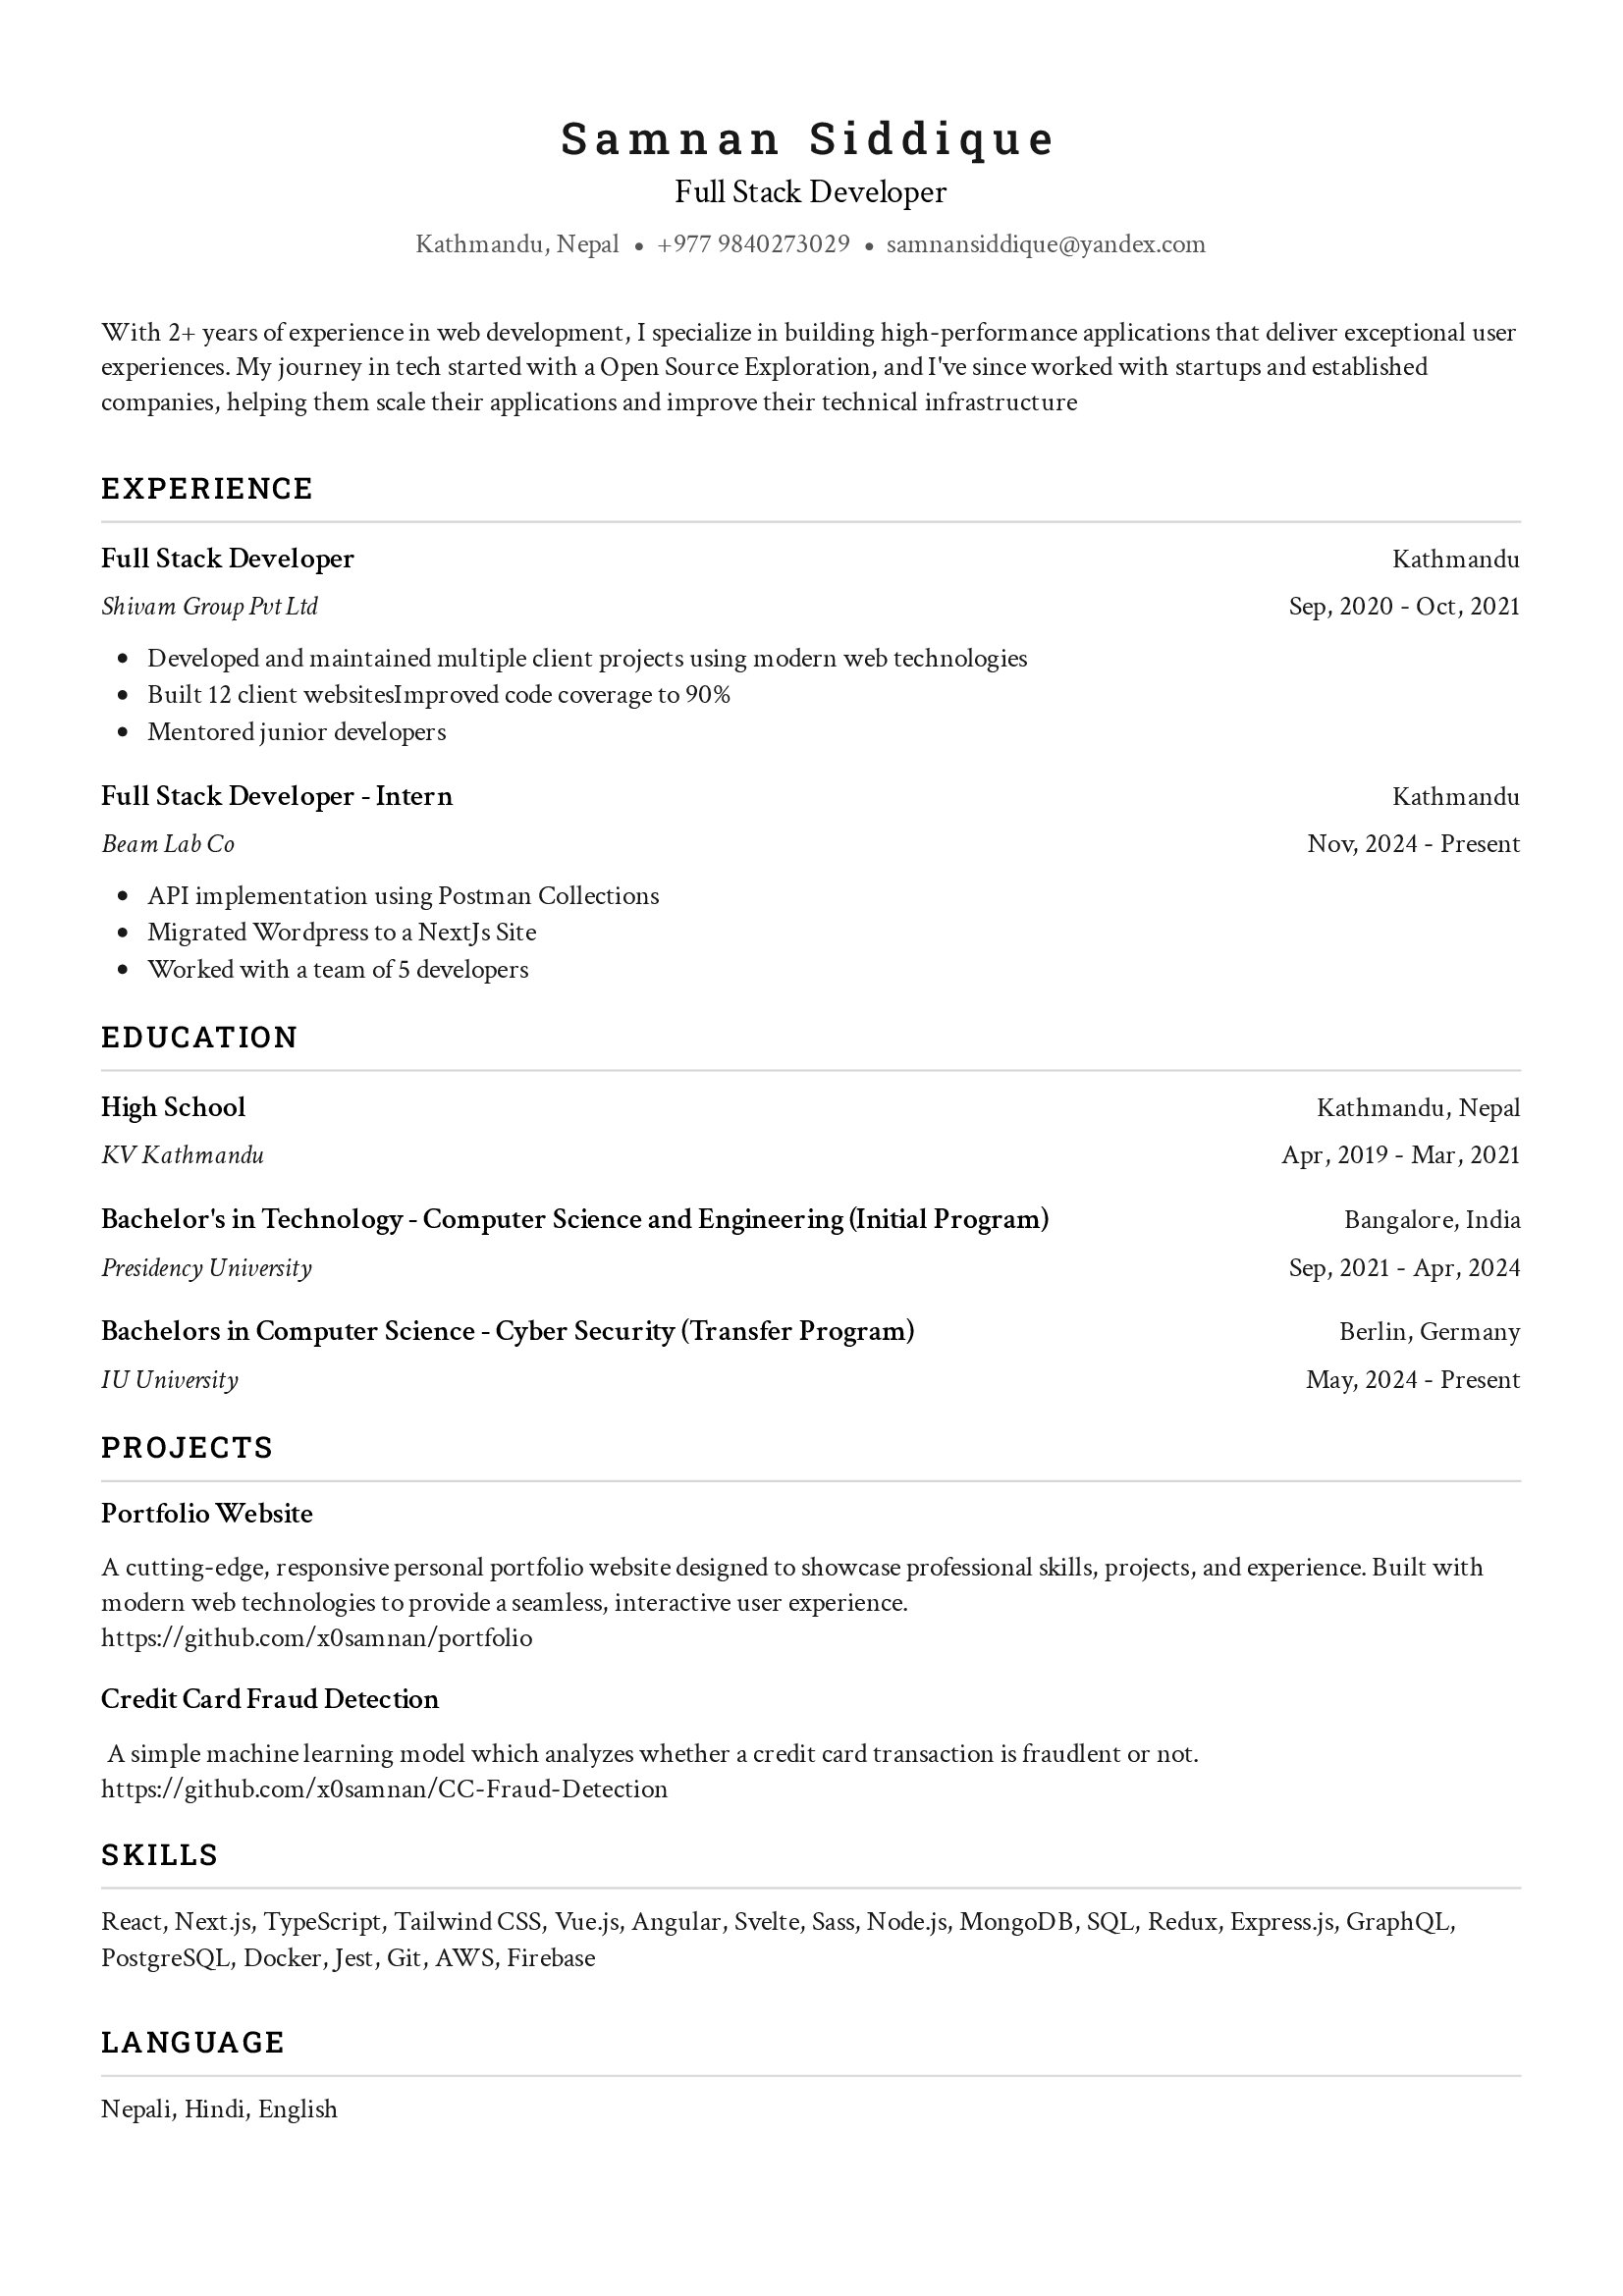 Samnan Siddique
Full Stack Developer
Kathmandu, Nepal • +977 9840273029 • samnansiddique@yandex.com
With 2+ years of experience in web development, I specialize in building high-performance applications that deliver exceptional user
experiences. My journey in tech started with a Open Source Exploration, and I've since worked with startups and established
companies, helping them scale their applications and improve their technical infrastructure
EXPERIENCE
Full Stack Developer Kathmandu
Shivam Group Pvt Ltd Sep, 2020 - Oct, 2021
• Developed and maintained multiple client projects using modern web technologies
• Built 12 client websitesImproved code coverage to 90%
• Mentored junior developers
Full Stack Developer - Intern Kathmandu
Beam Lab Co Nov, 2024 - Present
• API implementation using Postman Collections
• Migrated Wordpress to a NextJs Site
• Worked with a team of 5 developers
EDUCATION
High School Kathmandu, Nepal
KV Kathmandu Apr, 2019 - Mar, 2021
Bachelor's in Technology - Computer Science and Engineering (Initial Program) Bangalore, India
Presidency University Sep, 2021 - Apr, 2024
Bachelors in Computer Science - Cyber Security (Transfer Program) Berlin, Germany
IU University May, 2024 - Present
PROJECTS
Portfolio Website
A cutting-edge, responsive personal portfolio website designed to showcase professional skills, projects, and experience. Built with
modern web technologies to provide a seamless, interactive user experience.
https://github.com/x0samnan/portfolio
Credit Card Fraud Detection
A simple machine learning model which analyzes whether a credit card transaction is fraudlent or not.
https://github.com/x0samnan/CC-Fraud-Detection
SKILLS
React, Next.js, TypeScript, Tailwind CSS, Vue.js, Angular, Svelte, Sass, Node.js, MongoDB, SQL, Redux, Express.js, GraphQL,
PostgreSQL, Docker, Jest, Git, AWS, Firebase
LANGUAGE
Nepali, Hindi, English